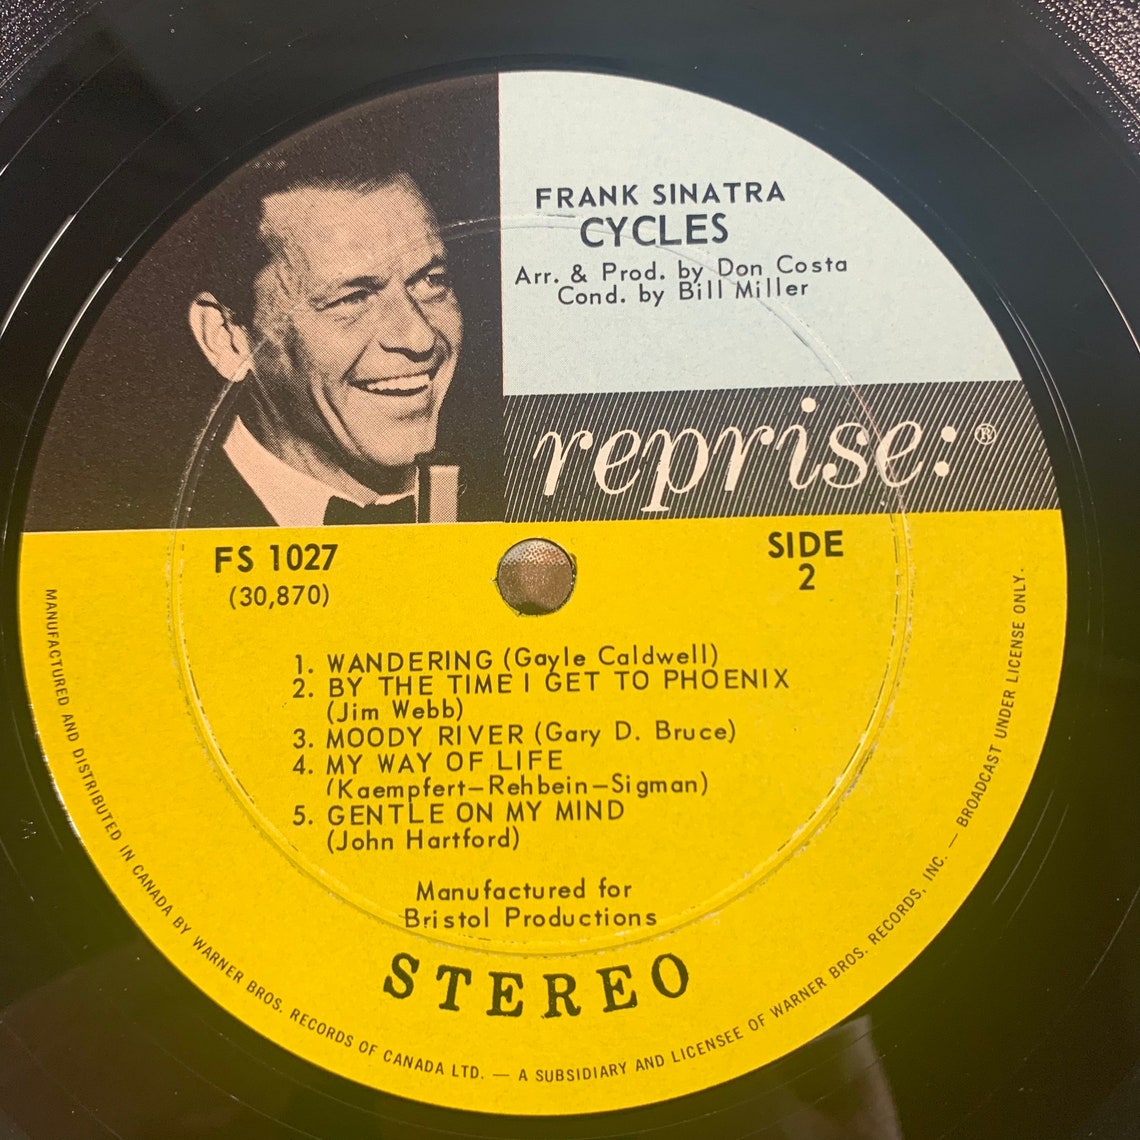 FRANK SINATRA
CYCLES
Arr. & Prod. by Don Costa
Cond. by Bill Miller
reprise:®
FS 1027
(30,870)
SIDE
2
1. WANDERING (Gayle Caldwell)
2. BY THE TIME I GET TO PHOENIX
(Jim Webb)
3. MOODY RIVER (Gary D. Bruce)
4. MY WAY OF LIFE
(Kaempfert–Rehbein–Sigman)
5. GENTLE ON MY MIND
(John Hartford)
Manufactured for
Bristol Productions
STEREO
MANUFACTURED AND DISTRIBUTED IN CANADA BY WARNER BROS. RECORDS OF CANADA LTD. — A SUBSIDIARY AND LICENSEE OF WARNER BROS. RECORDS, INC. — BROADCAST UNDER LICENSE ONLY.